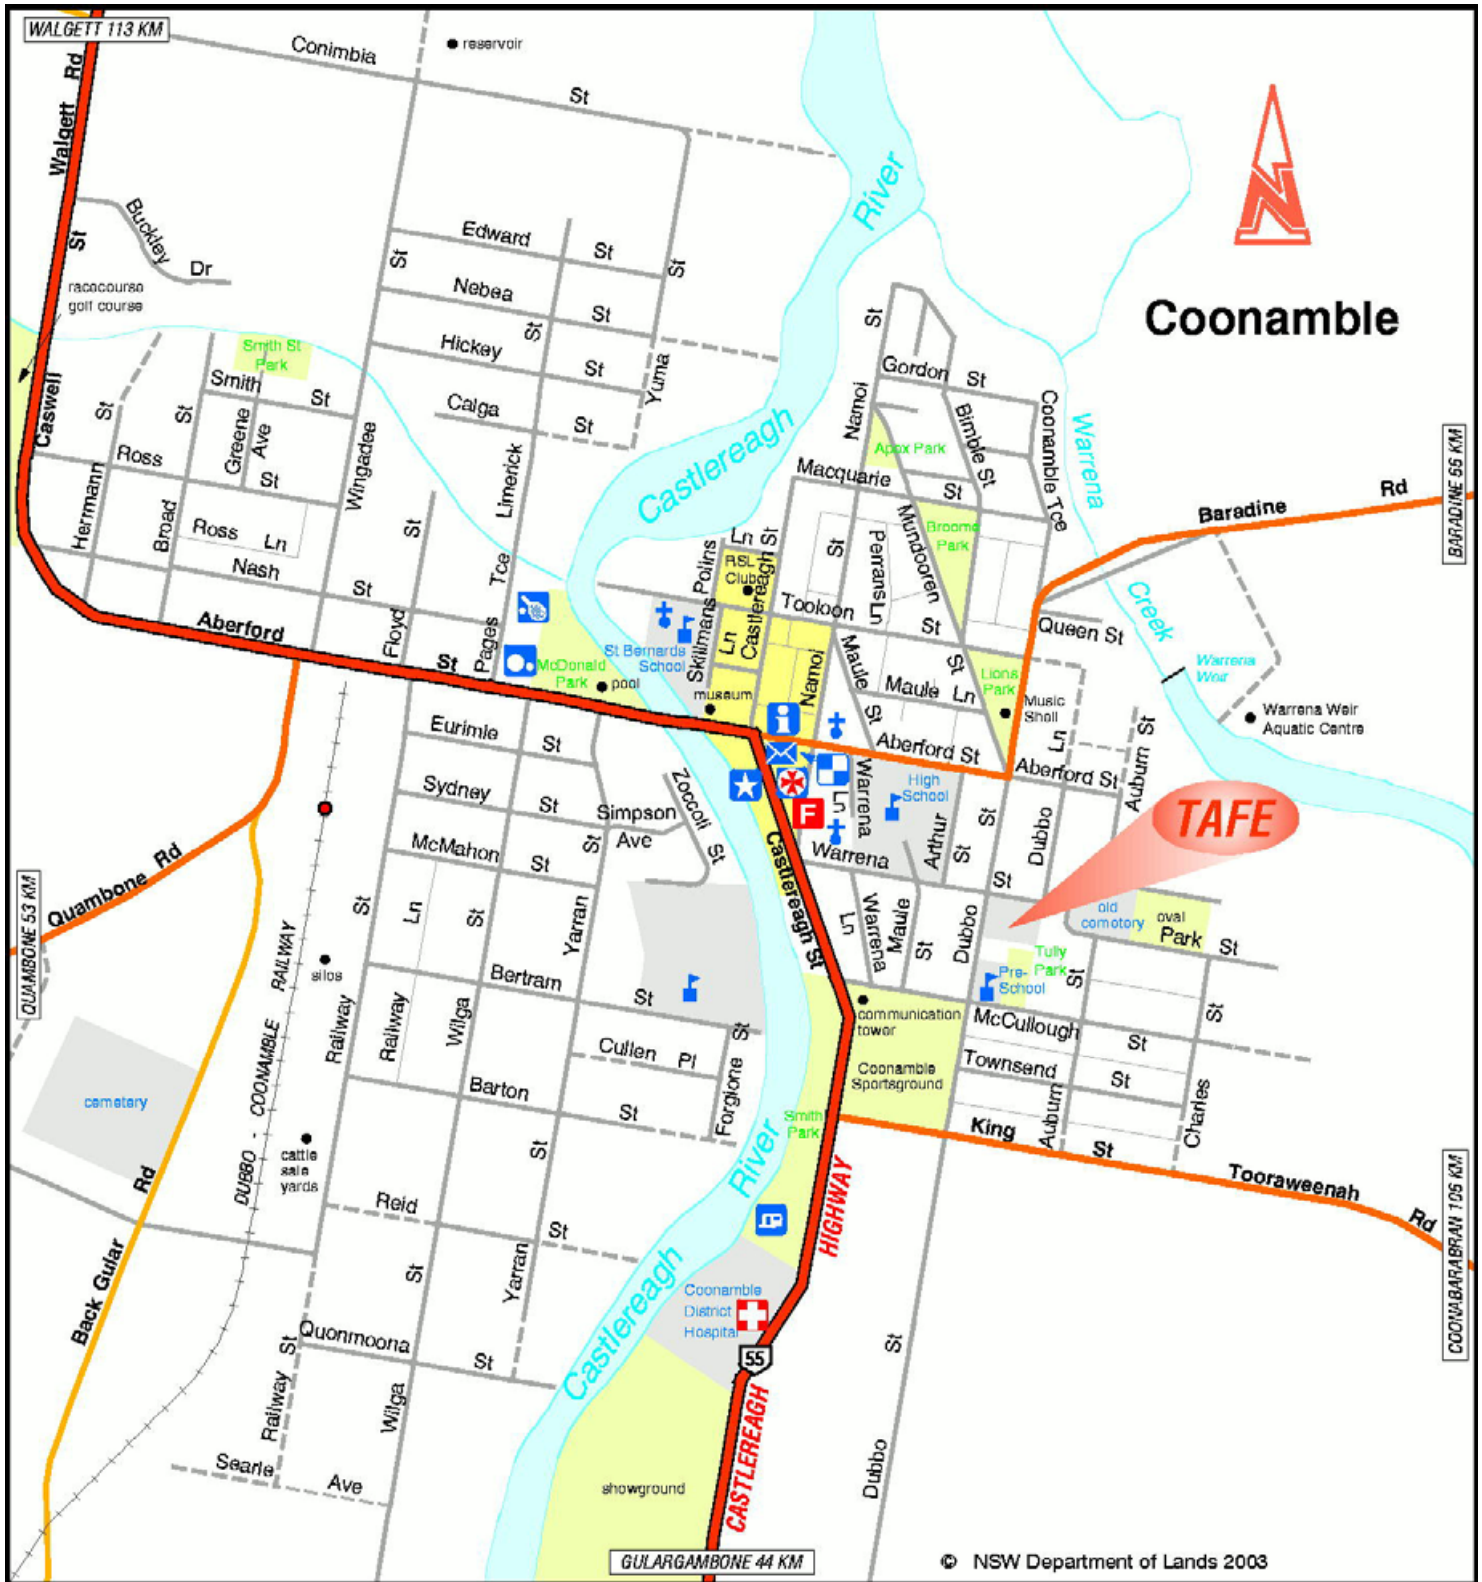 WALGETT 113 KM
Conimbia
St
reservoir
Walgett Rd
St
Buckley
Dr
racecourse
golf course
Caswell
Smith St
Park
Smith
St
Greene
Ave
Ross
St
Ross
Ln
Nash
St
Herrmann
St
Broad
St
Wingadee
St
Edward
St
Nebea
St
Hickey
St
Calga
St
St
Yuma
St
Limerick
Floyd
St
Pages
Tce
Aberford
St
River
Castlereagh
Coonamble
N
Gordon
St
Namoi
St
Bimble St
Coonamble Tce
Apex Park
Macquarie
St
Mundooren
St
Broome
Park
Perrans
Ln
St
Warrena
Creek
Baradine
Rd
BARADINE 55 KM
Queen St
Warrena
Weir
Warrena Weir
Aquatic Centre
Polins
Ln
RSL
Club
Castlereagh St
Skillmans
Ln
Tooloon
St
St Bernards
School
McDonald
Park
pool
museum
Namoi
Maule
St
Maule
Ln
Lions
Park
Music
Shell
Ln
Aberford St
Aberford St
Auburn St
TAFE
High
School
Warrena
Ln
Arthur
St
St
Dubbo
Dubbo
F
Warrena
St
Castlereagh St
Ln
Warrena
Maule
St
old
cemetery
oval
Park
St
Tully
Park
Pre-
School
St
McCullough
St
Townsend
St
Auburn
Charles
St
communication
tower
Coonamble
Sportsground
King
St
Tooraweenah
Rd
COONABARABRAN 105 KM
Eurimie
St
Sydney
St
McMahon
St
Simpson
Ave
Zoccoli
St
St
Yarran
Quambone
Rd
QUAMBONE 53 KM
silos
DUBBO - COONAMBLE RAILWAY
Railway
St
Railway
Ln
Wilga
St
Bertram
St
Cullen
Pl
Forgione
St
Barton
St
cemetery
cattle
sale
yards
Back Gular
Rd
Reid
St
Yarran
St
St
Quonmoona
St
Railway
St
Wilga
Searle
Ave
Smith
Park
River
Castlereagh
HIGHWAY
Coonamble
District
Hospital
55
CASTLEREAGH
showground
Dubbo
St
GULARGAMBONE 44 KM
© NSW Department of Lands 2003